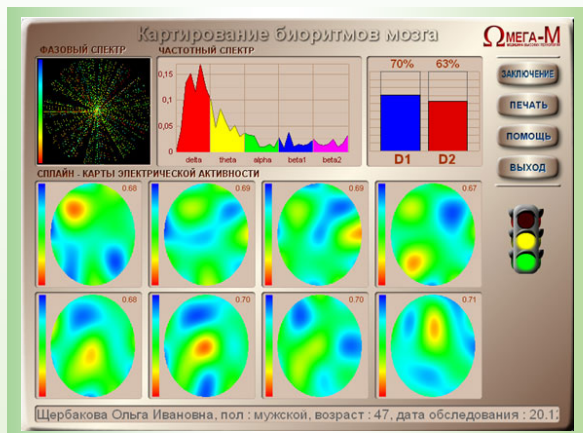 Картирование биоритмов мозга
ΩМЕГА-М
ФАЗОВЫЙ СПЕКТР
ЧАСТОТНЫЙ СПЕКТР
0,15
0,1
0,05
0
delta theta alpha beta1 beta2
70% 63%
D1 D2
ЗАКЛЮЧЕНИЕ
ПЕЧАТЬ
ПОМОЩЬ
ВЫХОД
СПЛАЙН - КАРТЫ ЭЛЕКТРИЧЕСКОЙ АКТИВНОСТИ
0.68 0.69 0.69 0.67
0.68 0.70 0.70 0.71
Щербакова Ольга Ивановна, пол : мужской, возраст : 47, дата обследования : 20.12